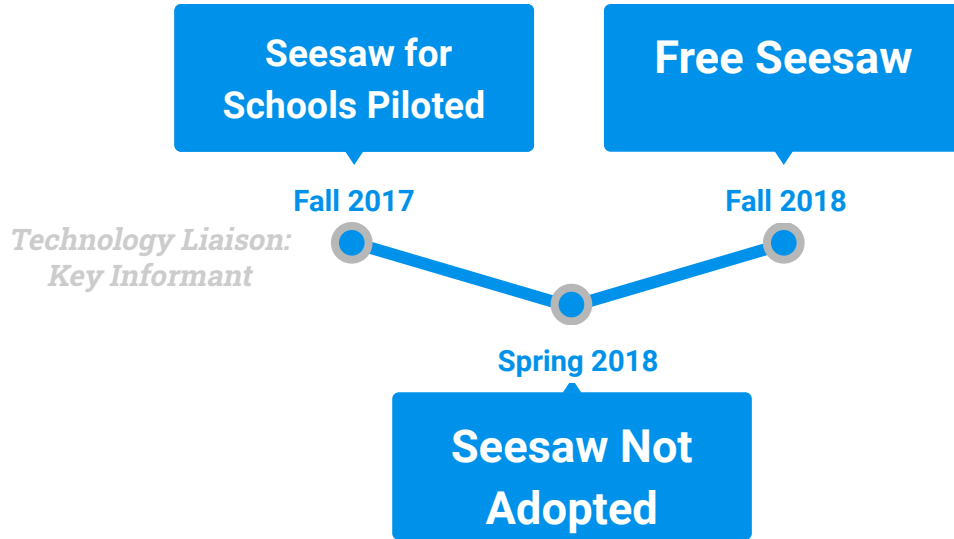 Seesaw for
Schools Piloted
Free Seesaw
Fall 2017
Fall 2018
Technology Liaison:
Key Informant
Spring 2018
Seesaw Not
Adopted